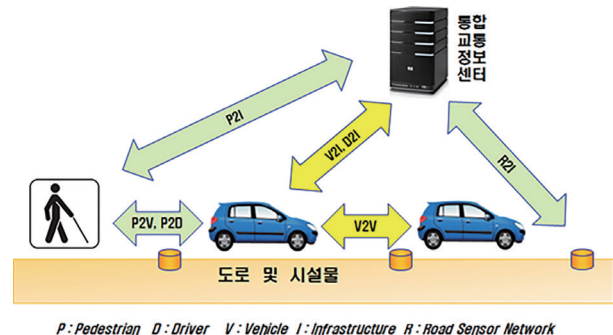 통합
교통
정보
센터
P2I
V2I, D2I
R2I
P2V, P2D
V2V
도로 및 시설물
P : Pedestrian D : Driver V : Vehicle I : Infrastructure R : Road Sensor Network